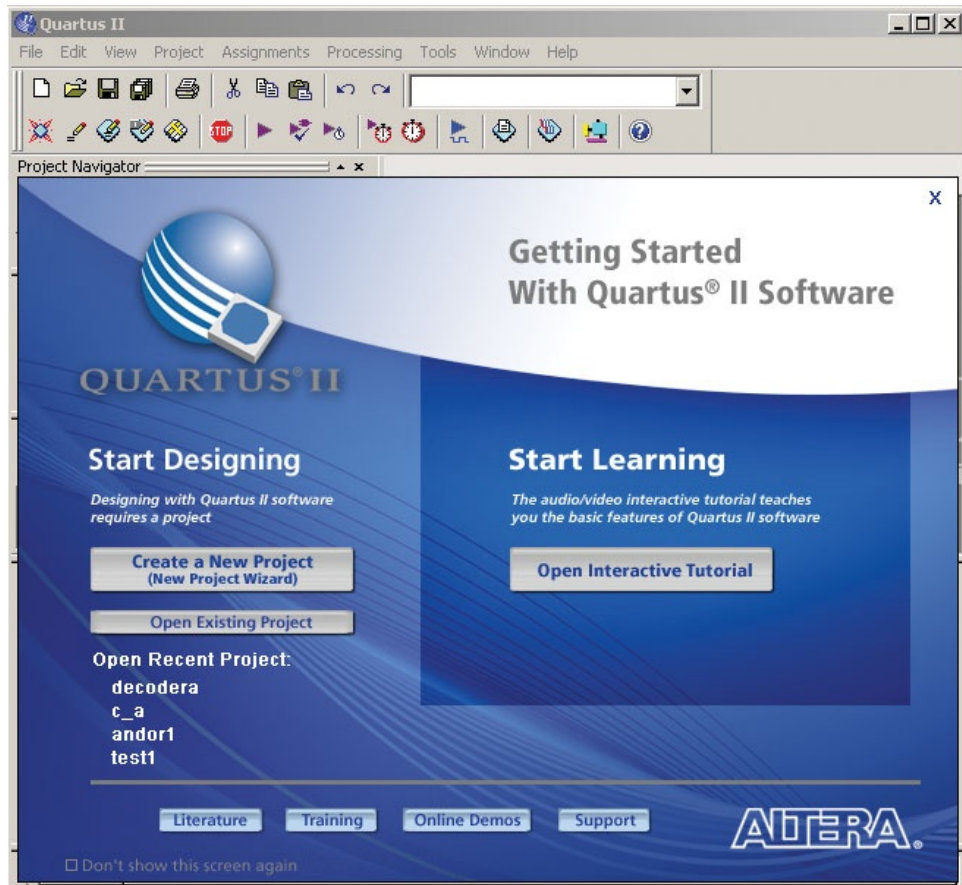 Quartus II
File Edit View Project Assignments Processing Tools Window Help
STOP
Project Navigator
x
X
Getting Started
With Quartus® II Software
QUARTUS® II
Start Designing
Designing with Quartus II software
requires a project
Create a New Project
(New Project Wizard)
Open Existing Project
Open Recent Project:
decodera
c_a
andor1
test1
Start Learning
The audio/video interactive tutorial teaches
you the basic features of Quartus II software
Open Interactive Tutorial
Literature Training Online Demos Support
ALTERA®
Don't show this screen again